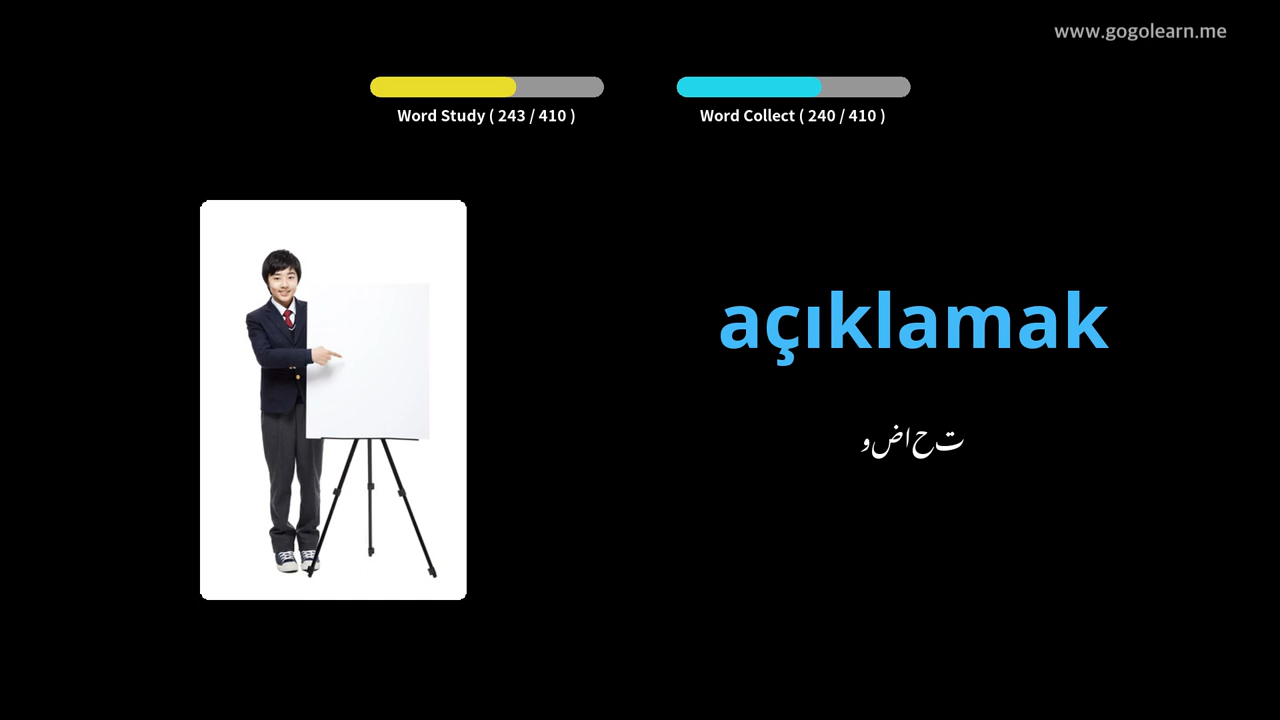 www.gogolearn.me
Word Study ( 243 / 410 )
Word Collect ( 240 / 410 )
açıklamak
وضاحت